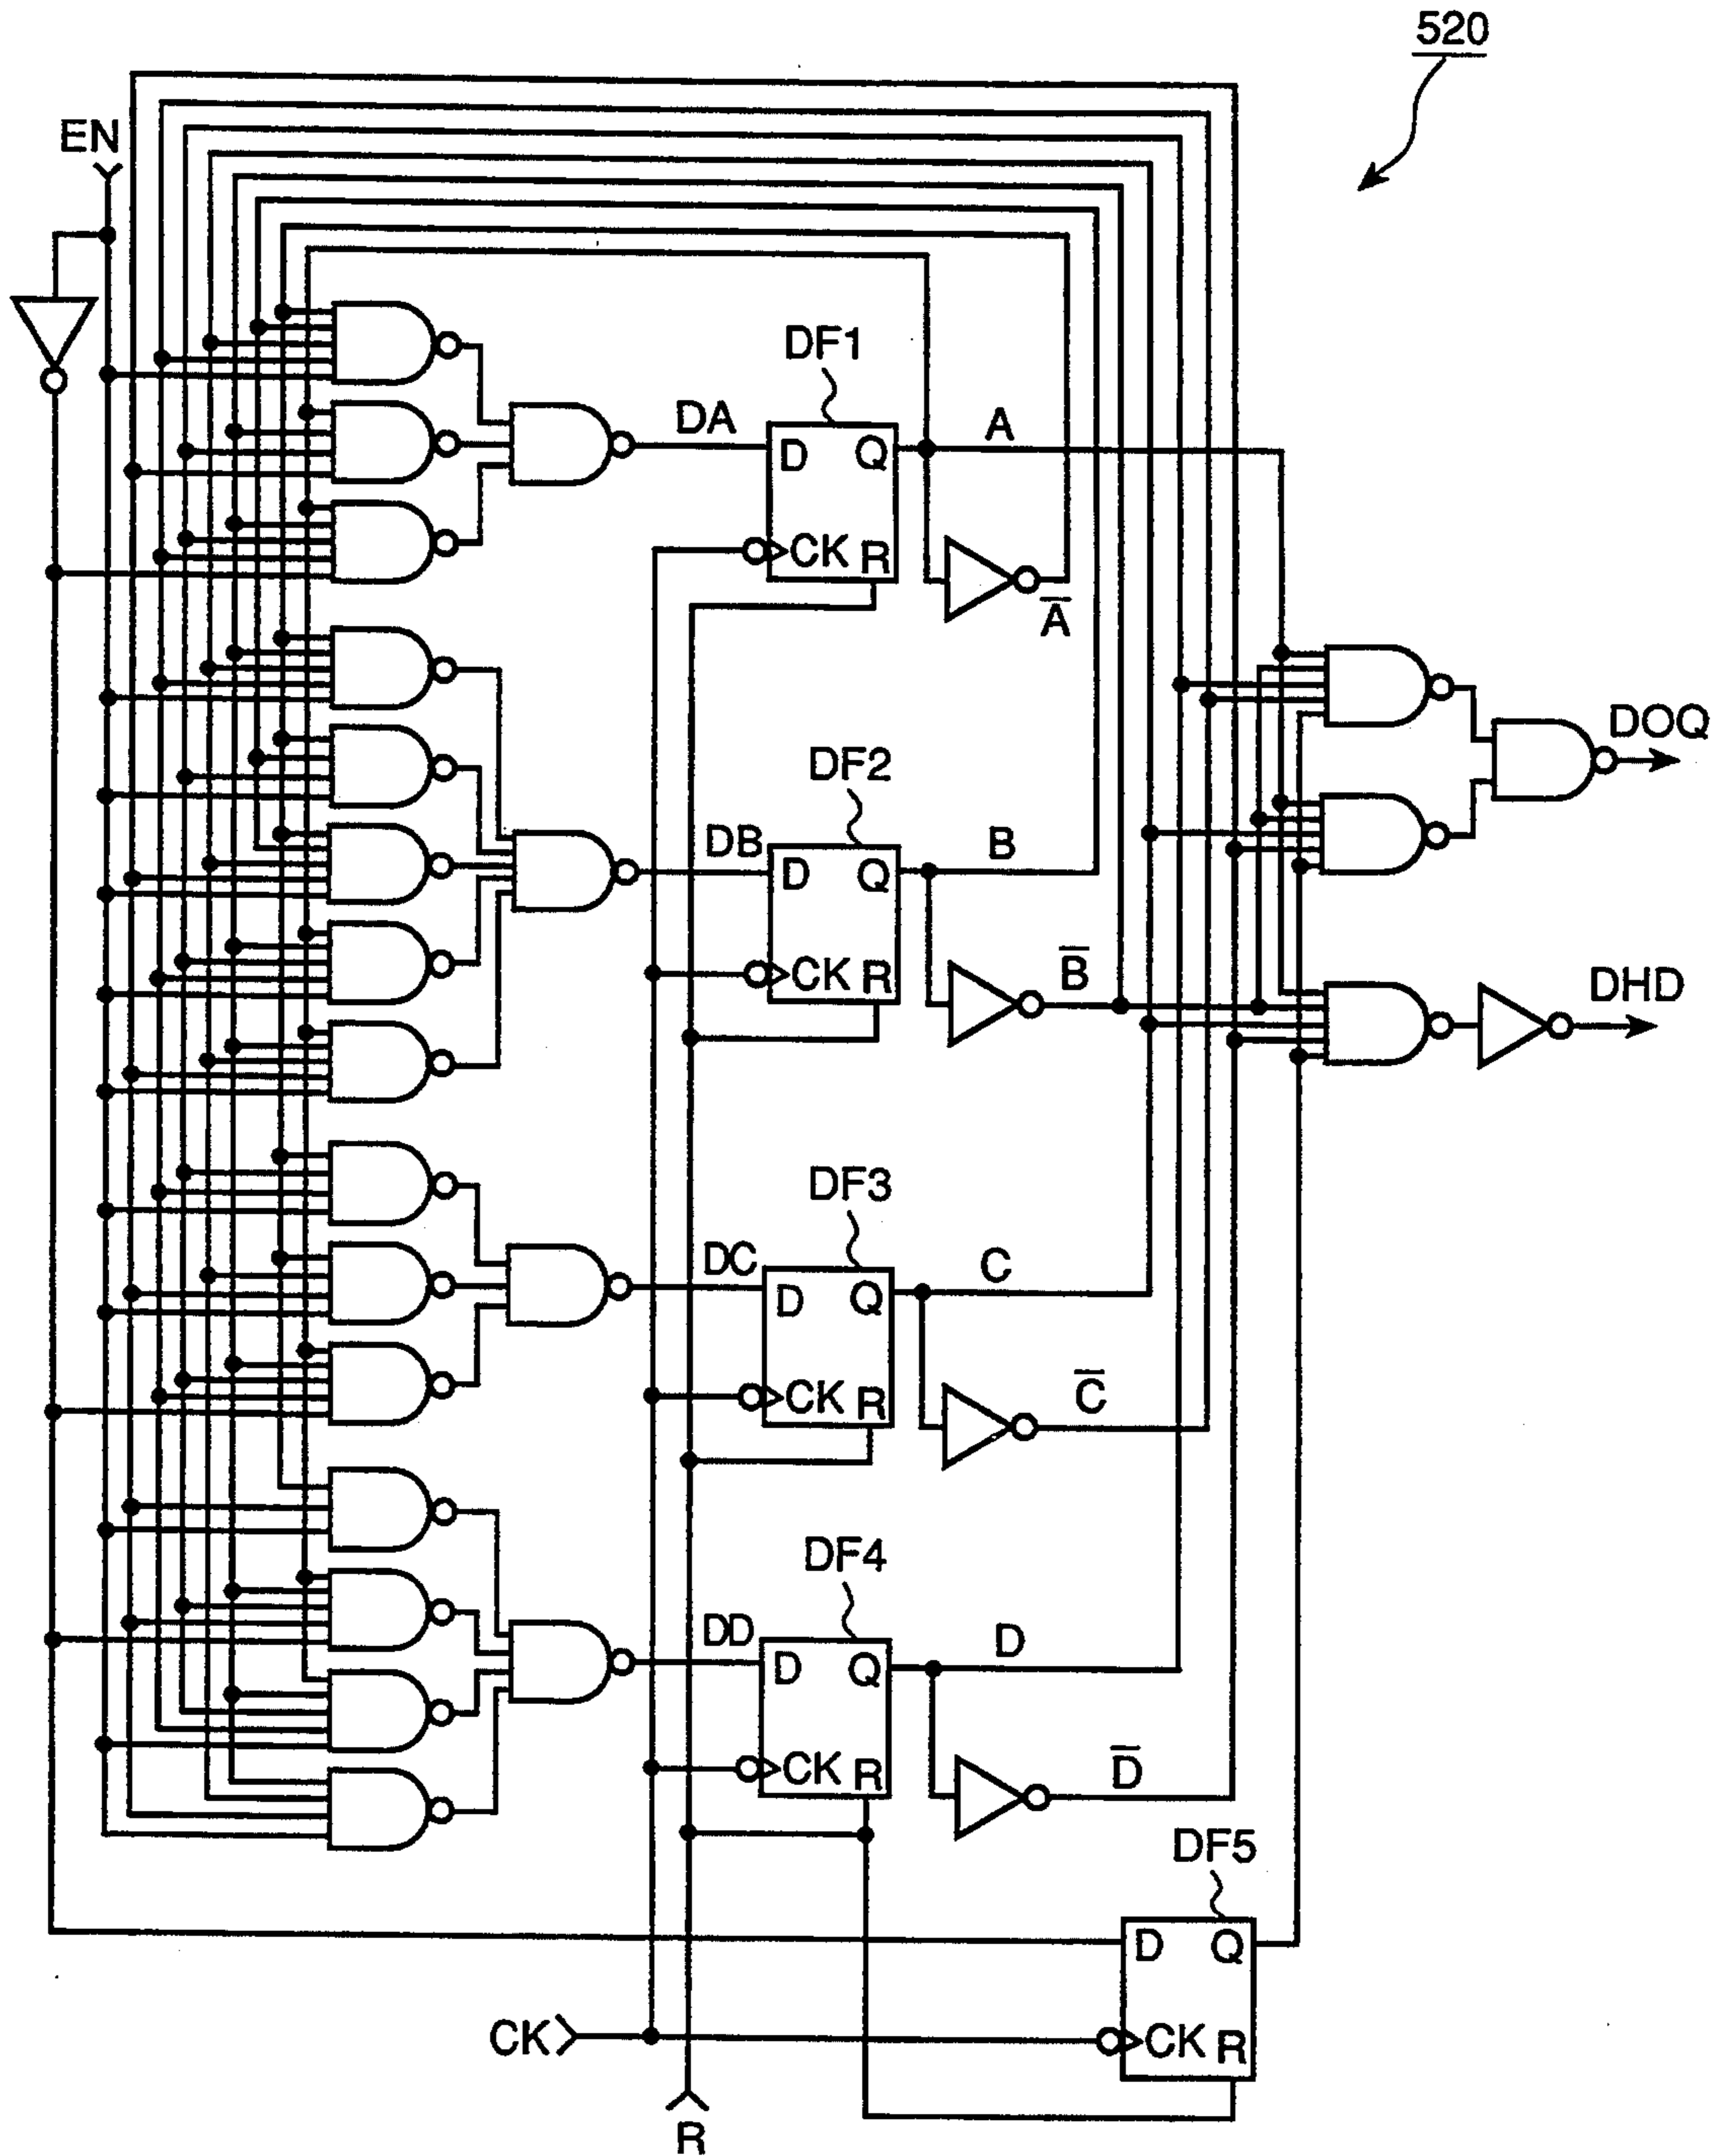 520
EN
DF1
DA
D Q
CK R
A
A̅
DOQ
DF2
DB
D Q
CK R
B
B̅
DHD
DF3
DC
D Q
CK R
C
C̅
DF4
DD
D Q
CK R
D
D̅
DF5
D Q
CK R
CK
R